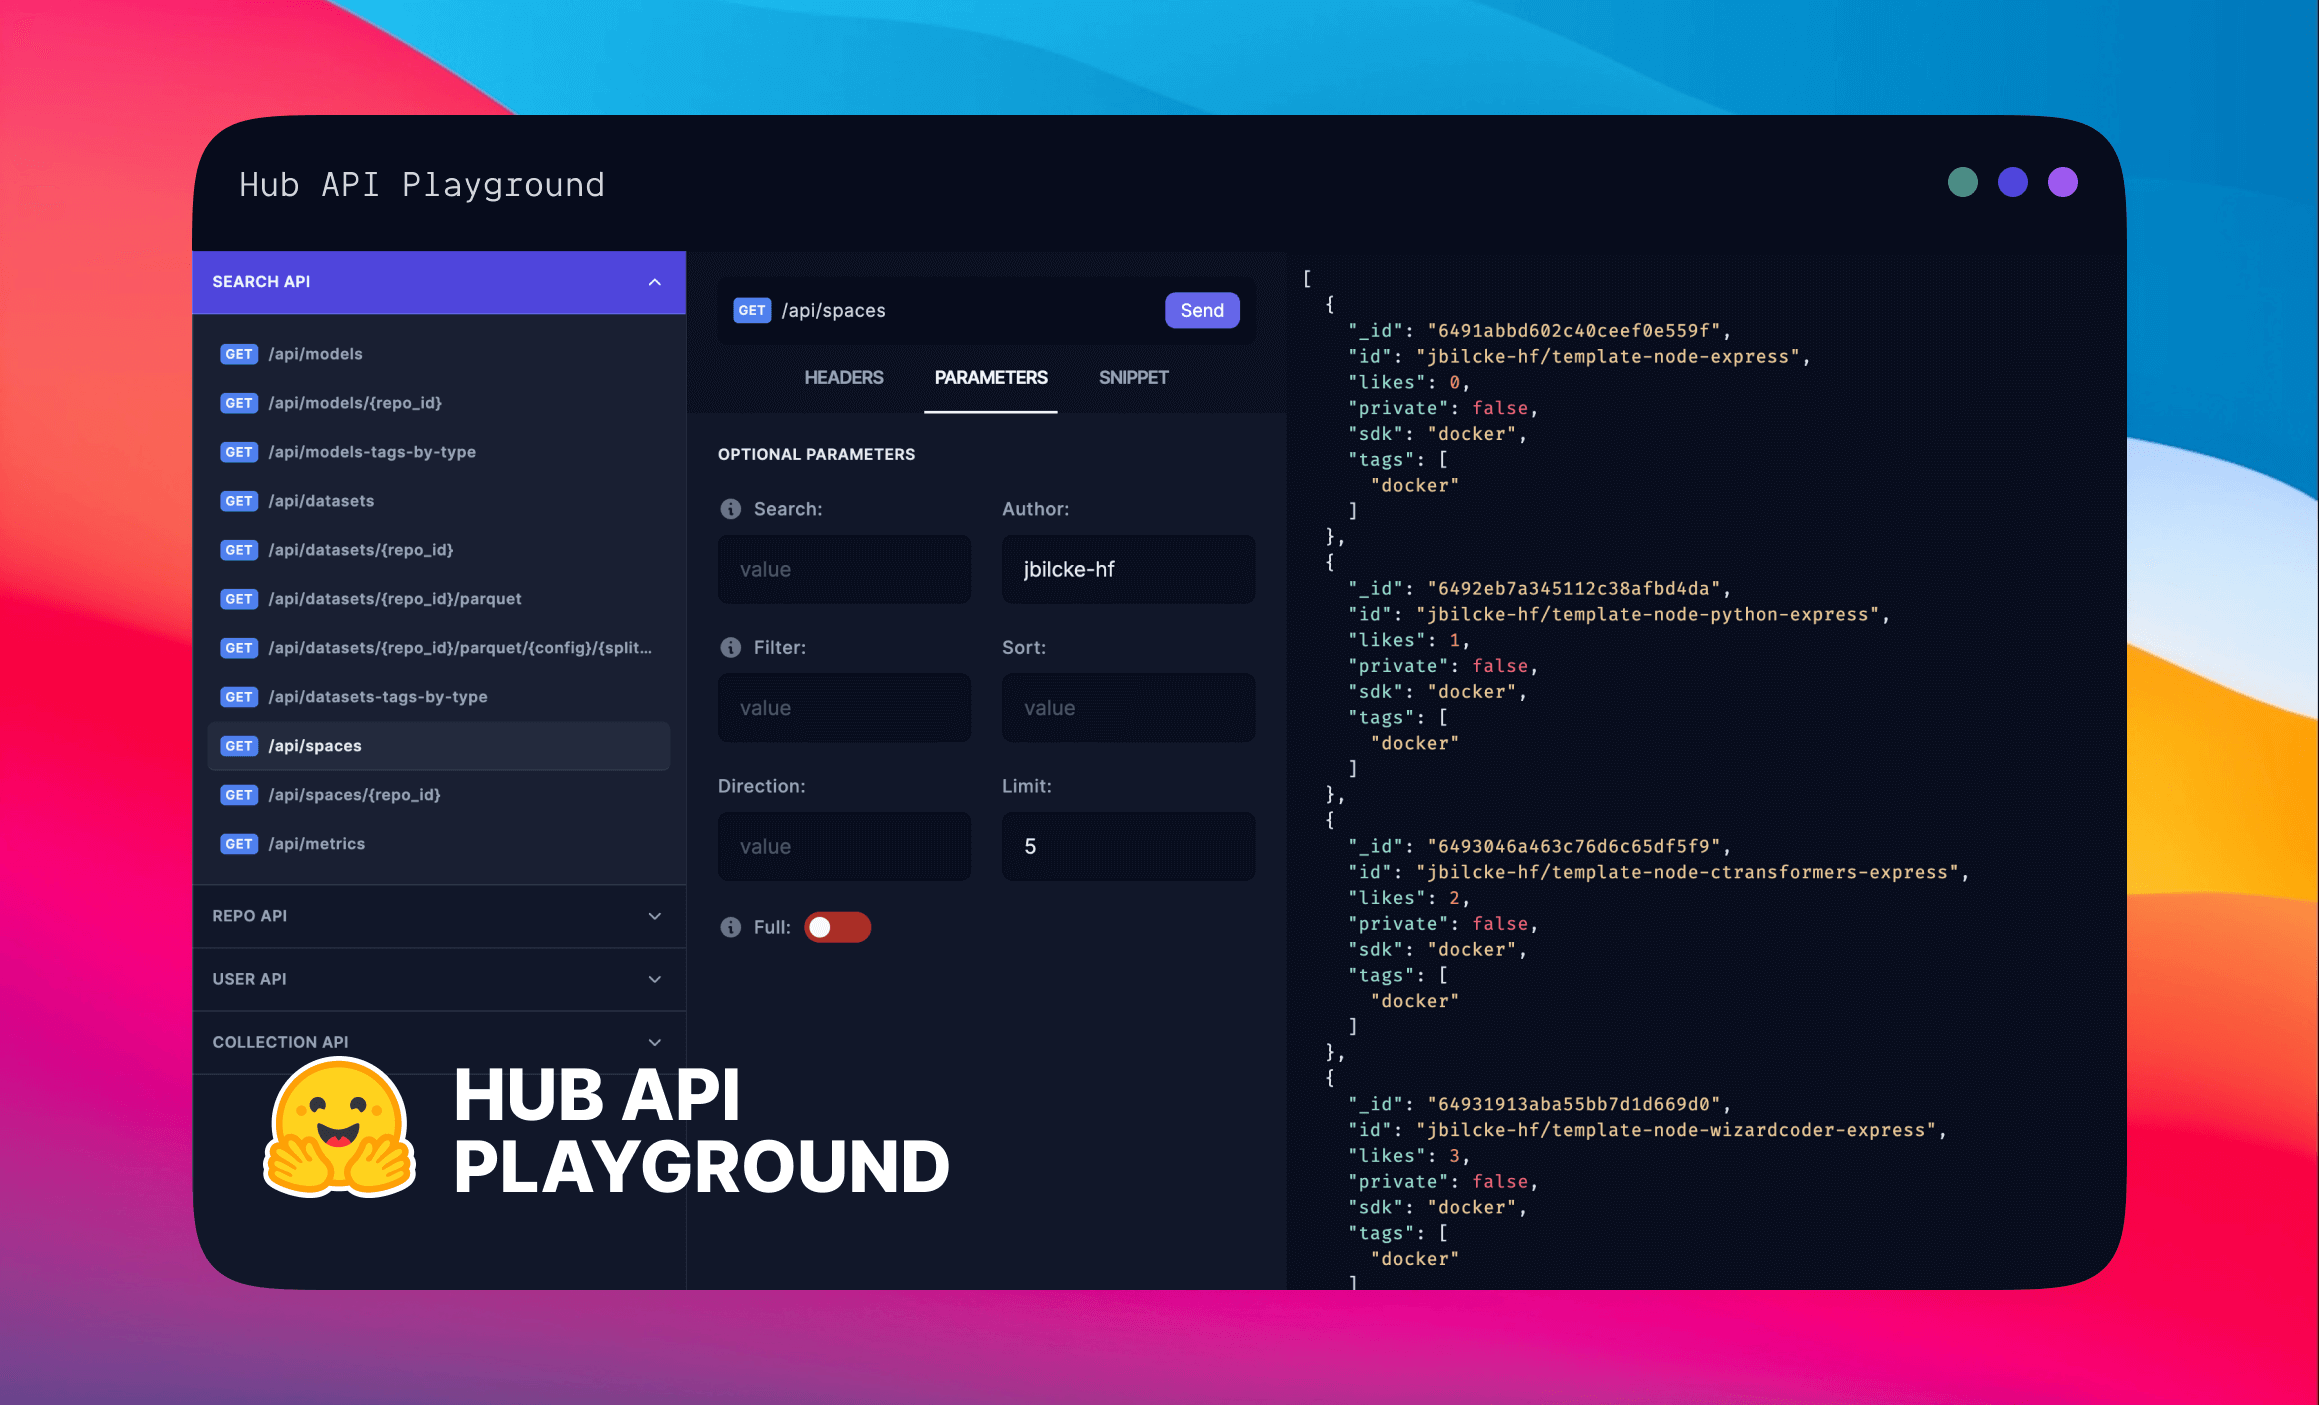 Hub API Playground
SEARCH API
GET /api/models
GET /api/models/{repo_id}
GET /api/models-tags-by-type
GET /api/datasets
GET /api/datasets/{repo_id}
GET /api/datasets/{repo_id}/parquet
GET /api/datasets/{repo_id}/parquet/{config}/{split...
GET /api/datasets-tags-by-type
GET /api/spaces
GET /api/spaces/{repo_id}
GET /api/metrics
REPO API
USER API
COLLECTION API
HUB API
PLAYGROUND
GET /api/spaces Send
HEADERS PARAMETERS SNIPPET
OPTIONAL PARAMETERS
Search: Author:
value jbilcke-hf
Filter: Sort:
value value
Direction: Limit:
value 5
Full:
[
{
"_id": "6491abbd602c40ceef0e559f",
"id": "jbilcke-hf/template-node-express",
"likes": 0,
"private": false,
"sdk": "docker",
"tags": [
"docker"
]
},
{
"_id": "6492eb7a345112c38afbd4da",
"id": "jbilcke-hf/template-node-python-express",
"likes": 1,
"private": false,
"sdk": "docker",
"tags": [
"docker"
]
},
{
"_id": "6493046a463c76d6c65df5f9",
"id": "jbilcke-hf/template-node-ctransformers-express",
"likes": 2,
"private": false,
"sdk": "docker",
"tags": [
"docker"
]
},
{
"_id": "64931913aba55bb7d1d669d0",
"id": "jbilcke-hf/template-node-wizardcoder-express",
"likes": 3,
"private": false,
"sdk": "docker",
"tags": [
"docker"
]